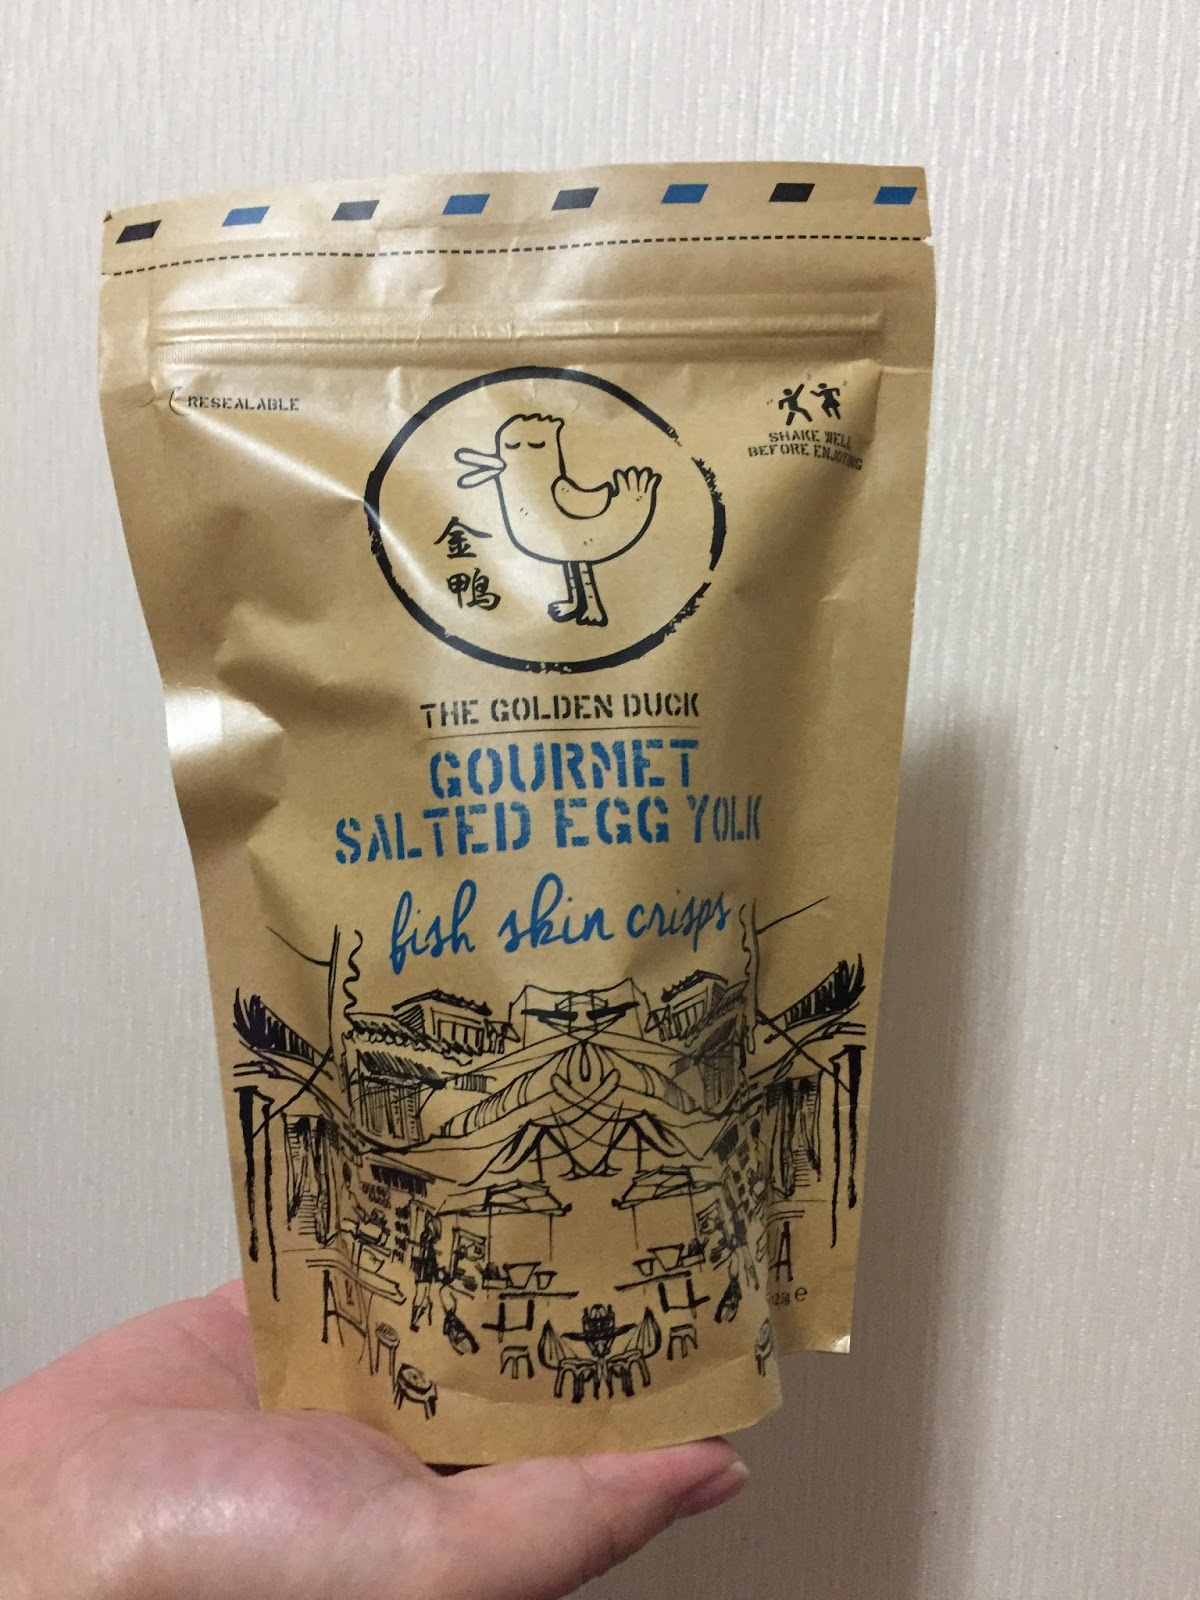 RESEALABLE
SHAKE WELL
BEFORE ENJOYING
金
鴨
THE GOLDEN DUCK
GOURMET
SALTED EGG YOLK
fish skin crisps